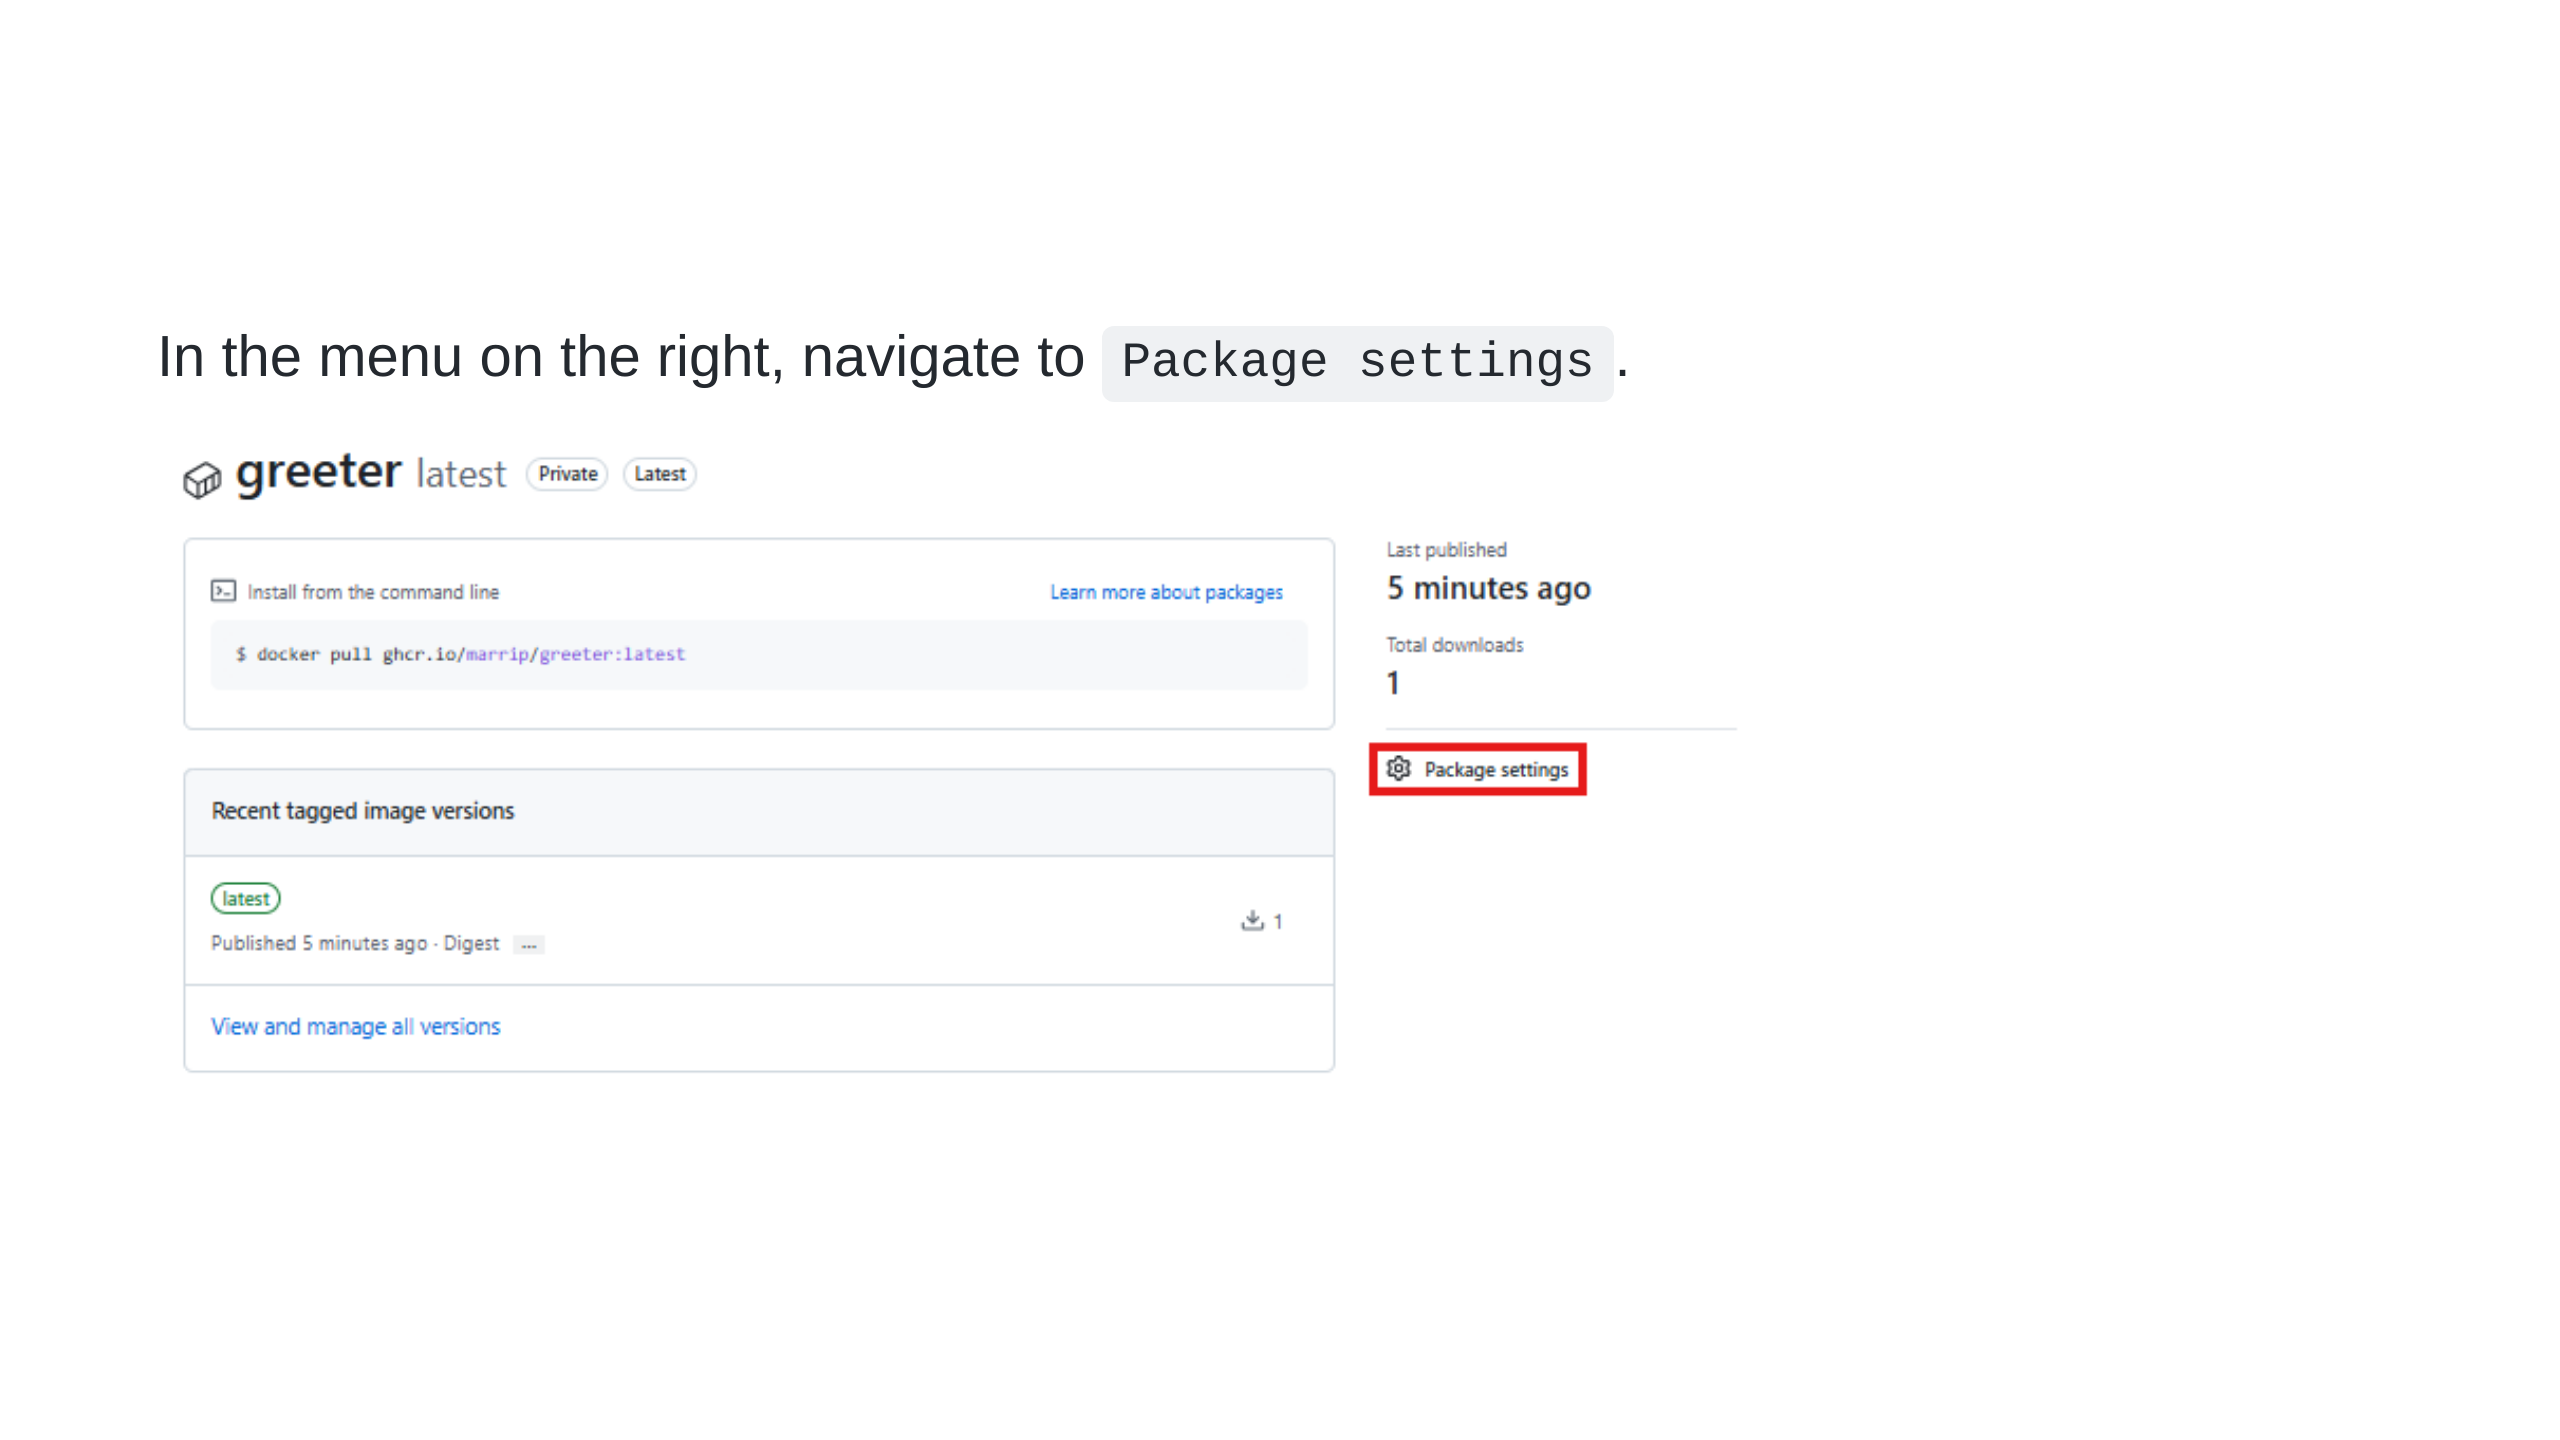 In the menu on the right, navigate to Package settings.
greeter latest Private Latest
Install from the command line Learn more about packages
$ docker pull ghcr.io/marrip/greeter:latest
Last published
5 minutes ago
Total downloads
1
Package settings
Recent tagged image versions
latest
Published 5 minutes ago · Digest ...
1
View and manage all versions